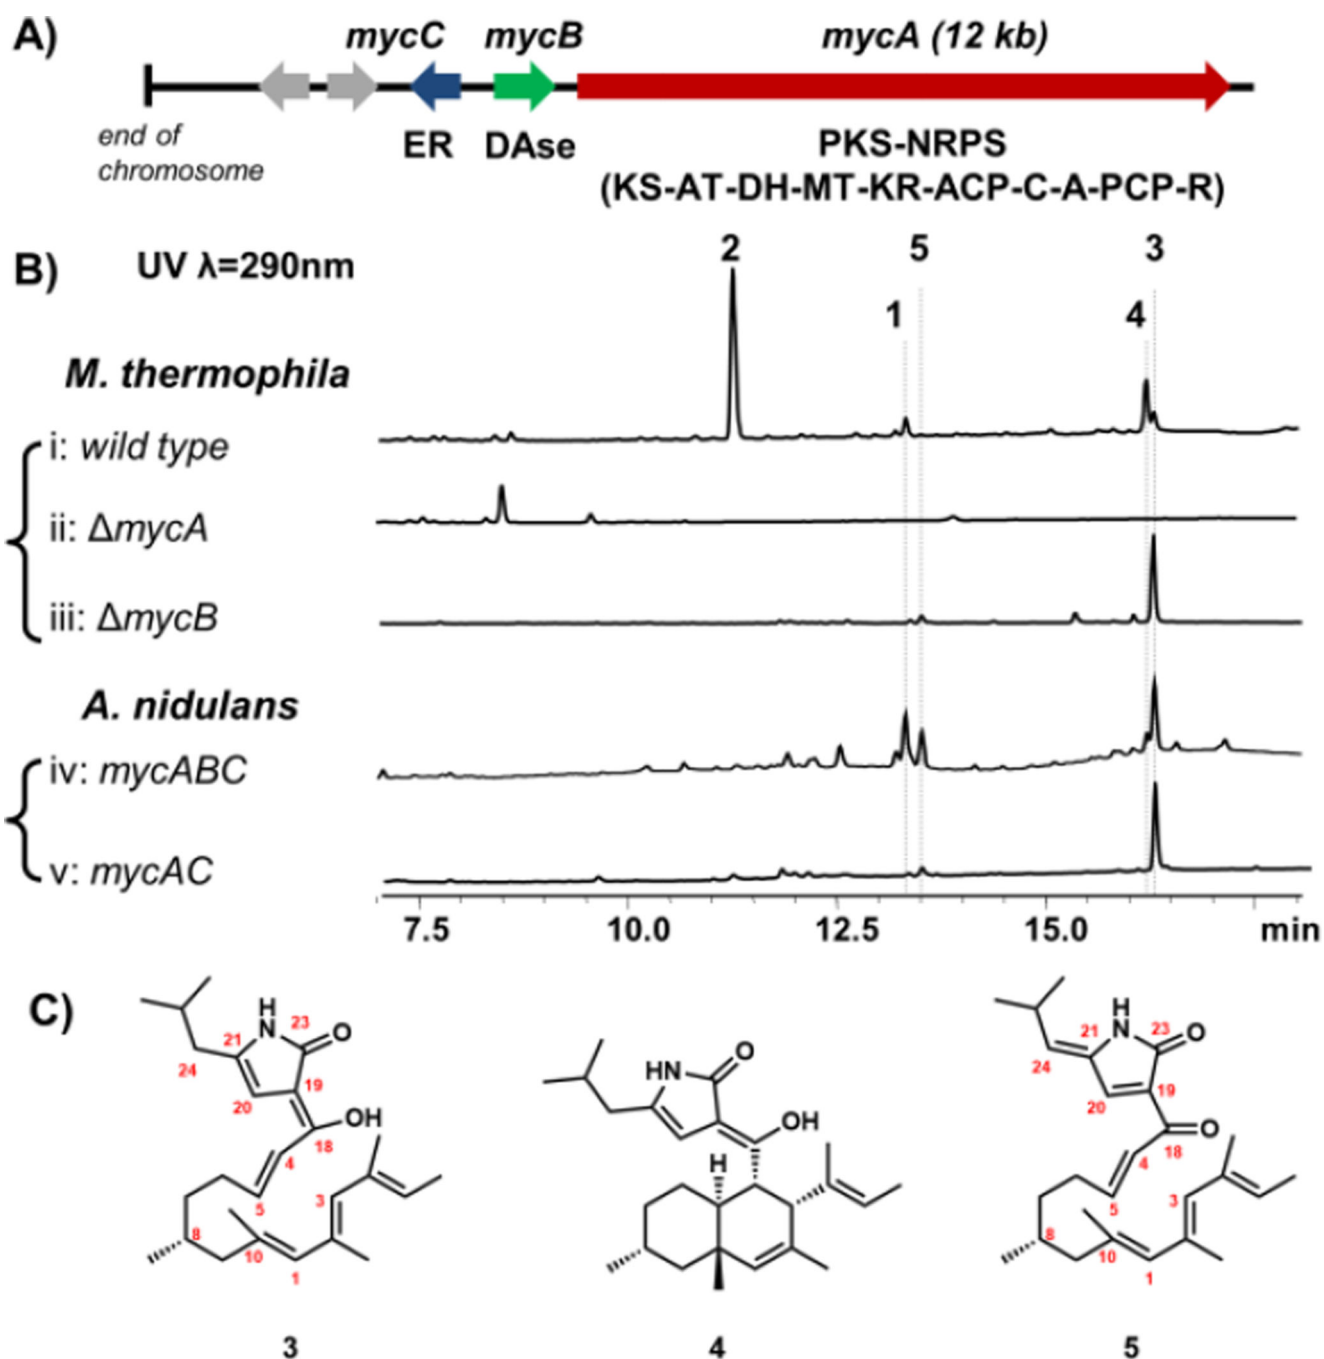 A)
mycC mycB mycA (12 kb)
end of
chromosome
ER DAse PKS-NRPS
(KS-AT-DH-MT-KR-ACP-C-A-PCP-R)
B) UV λ=290nm
2 5 3
1 4
M. thermophila
i: wild type
ii: ΔmycA
iii: ΔmycB
A. nidulans
iv: mycABC
v: mycAC
7.5 10.0 12.5 15.0 min
C)
H
N
O
OH
21 23
24 19
20 18
4
5 3
8
10
1
3
HN
O
OH
H
4
H
N
O
O
21 23
24 19
20 18
4
5 3
8
10
1
5